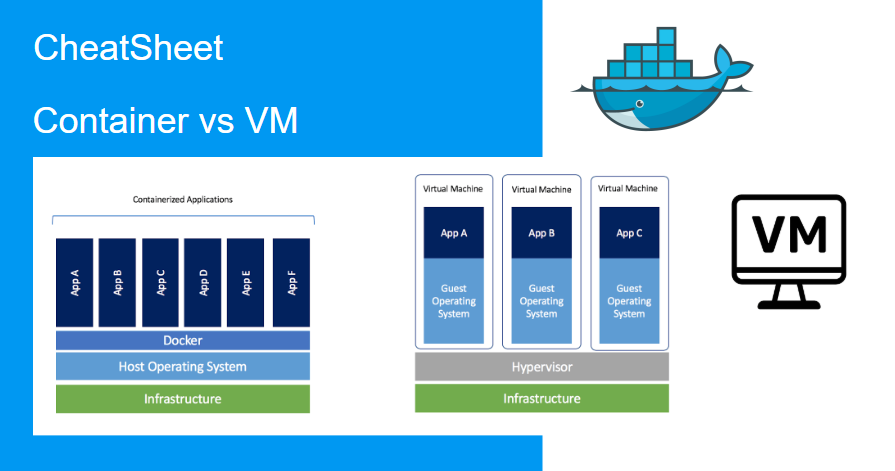 CheatSheet
Container vs VM
Containerized Applications
App A
App B
App C
App D
App E
App F
Docker
Host Operating System
Infrastructure
Virtual Machine
App A
Guest
Operating
System
Virtual Machine
App B
Guest
Operating
System
Virtual Machine
App C
Guest
Operating
System
Hypervisor
Infrastructure
VM